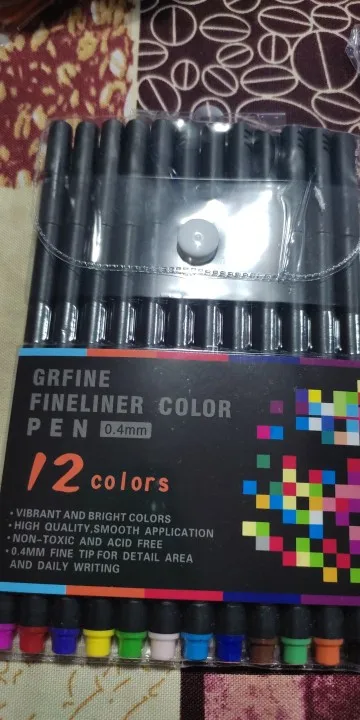 GRFINE
FINELINER COLOR
PEN 0.4mm
12 colors
• VIBRANT AND BRIGHT COLORS
• HIGH QUALITY,SMOOTH APPLICATION
• NON-TOXIC AND ACID FREE
• 0.4MM FINE TIP FOR DETAIL AREA
AND DAILY WRITING